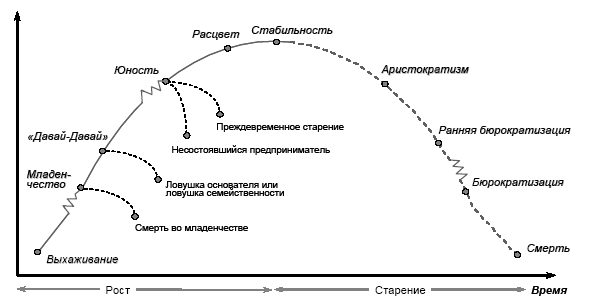 Расцвет
Стабильность
Юность
Аристократизм
Преждевременное старение
«Давай-Давай»
Ранняя бюрократизация
Несостоявшийся предприниматель
Младен-
чество
Ловушка основателя или
ловушка семейственности
Бюрократизация
Смерть во младенчестве
Выхаживание
Смерть
Рост
Старение
Время